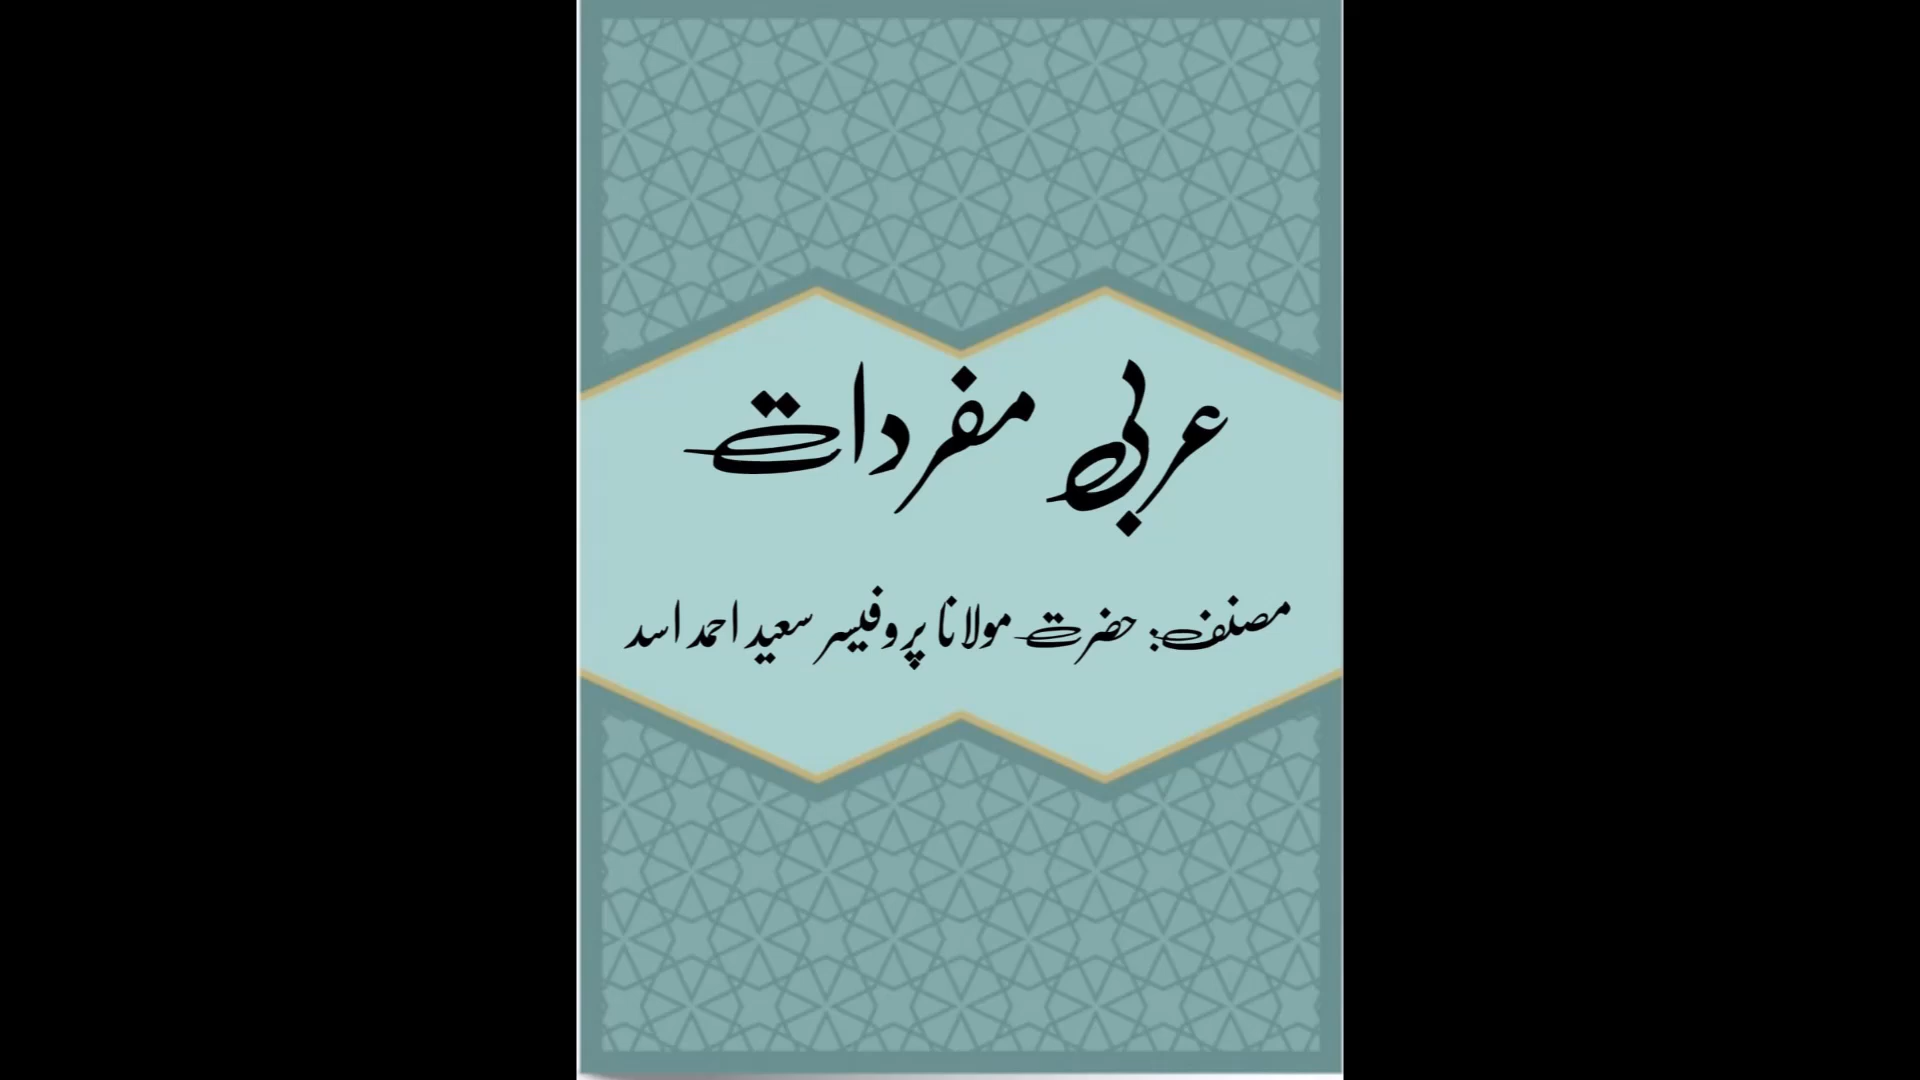 عربی مفردات
مصنف: حضرت مولانا پروفیسر سعید احمد اسد